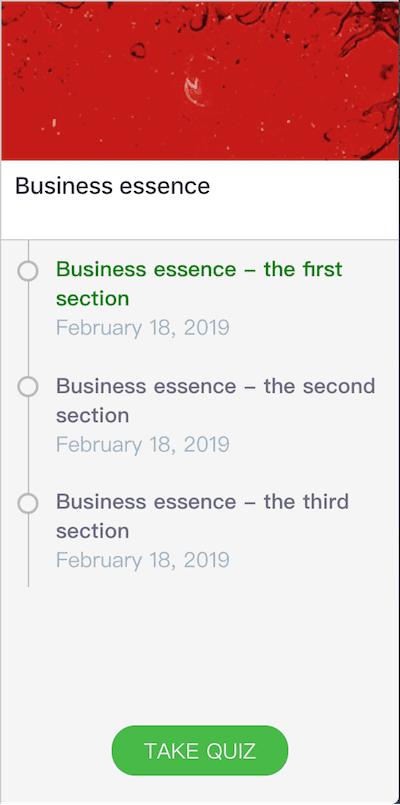 Business essence
Business essence – the first
section
February 18, 2019
Business essence – the second
section
February 18, 2019
Business essence – the third
section
February 18, 2019
TAKE QUIZ